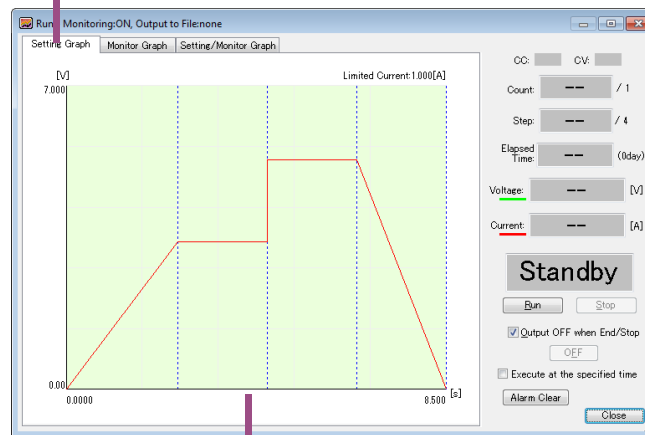 Run Monitoring:ON, Output to File:none
Setting Graph Monitor Graph Setting/Monitor Graph
[V] Limited Current:1.000[A]
7.000
0.00
0.0000 8.500 [s]
CC: CV:
Count: -- / 1
Step: -- / 4
Elapsed Time: -- (0day)
Voltage: -- [V]
Current: -- [A]
Standby
Run Stop
Output OFF when End/Stop
OFF
Execute at the specified time
Alarm Clear
Close